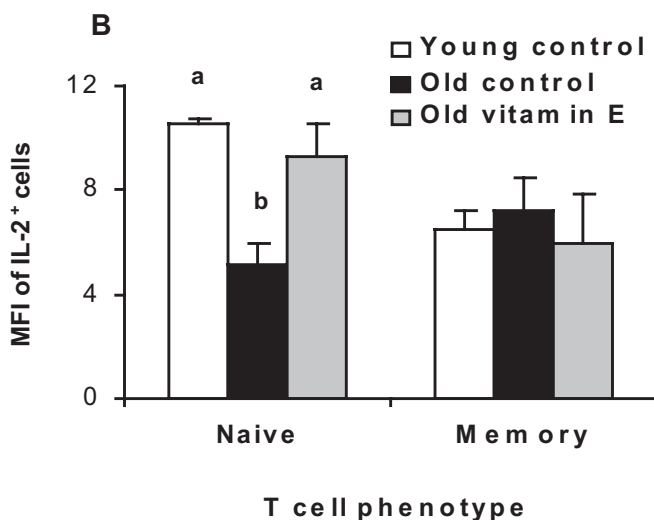 B
Young control
Old control
Old vitamin E
a
a
b
12
8
4
0
MFI of IL-2+ cells
Naive
Memory
T cell phenotype